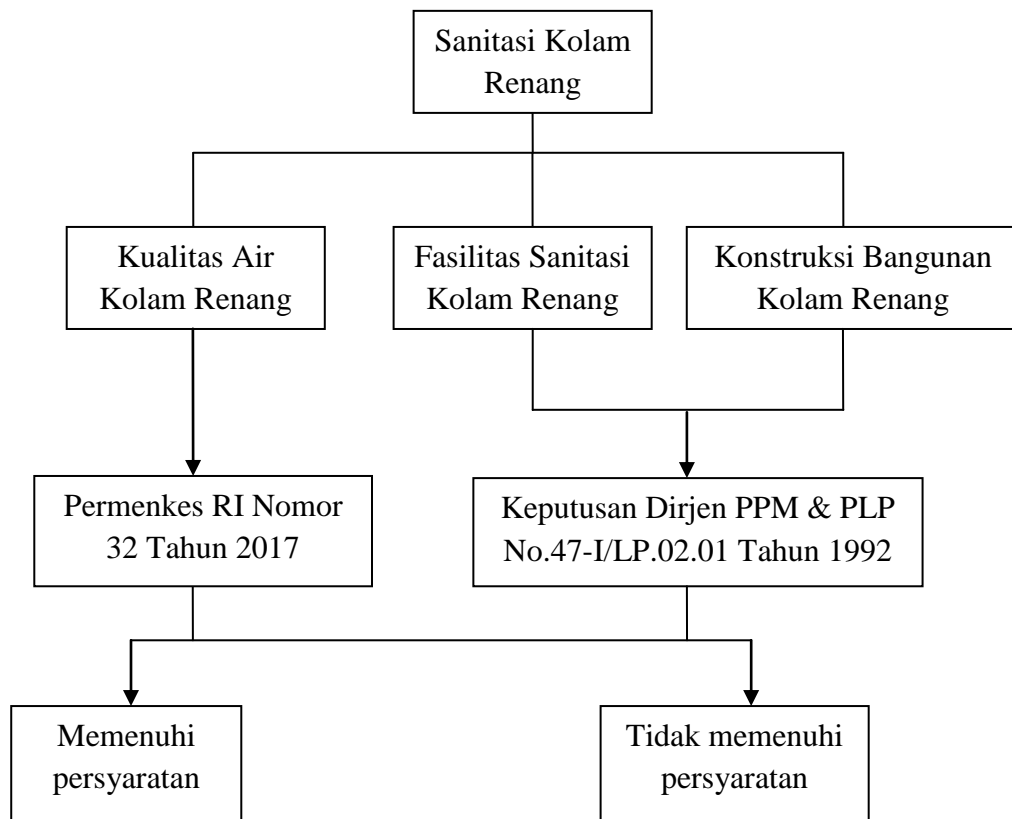 Sanitasi Kolam
Renang
Kualitas Air
Kolam Renang
Fasilitas Sanitasi
Kolam Renang
Konstruksi Bangunan
Kolam Renang
Permenkes RI Nomor
32 Tahun 2017
Keputusan Dirjen PPM & PLP
No.47-I/LP.02.01 Tahun 1992
Memenuhi
persyaratan
Tidak memenuhi
persyaratan